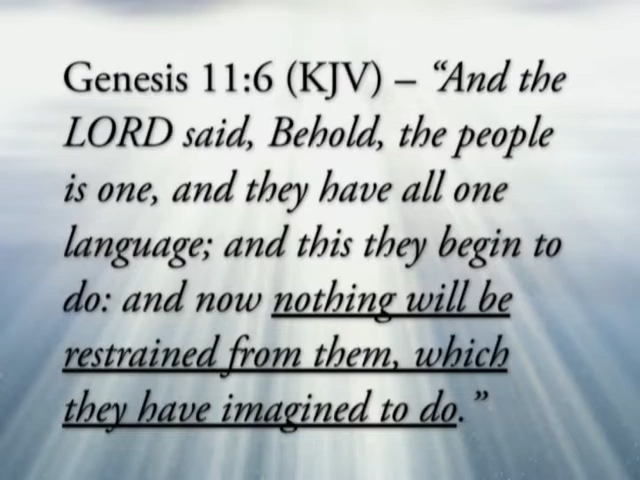 Genesis 11:6 (KJV) – “And the
LORD said, Behold, the people
is one, and they have all one
language; and this they begin to
do: and now nothing will be
restrained from them, which
they have imagined to do.”